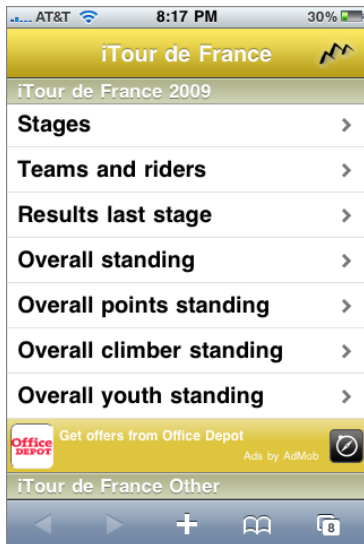 AT&T 8:17 PM 30%
iTour de France
iTour de France 2009
Stages
Teams and riders
Results last stage
Overall standing
Overall points standing
Overall climber standing
Overall youth standing
Office DEPOT
Get offers from Office Depot
Ads by AdMob
iTour de France Other
8